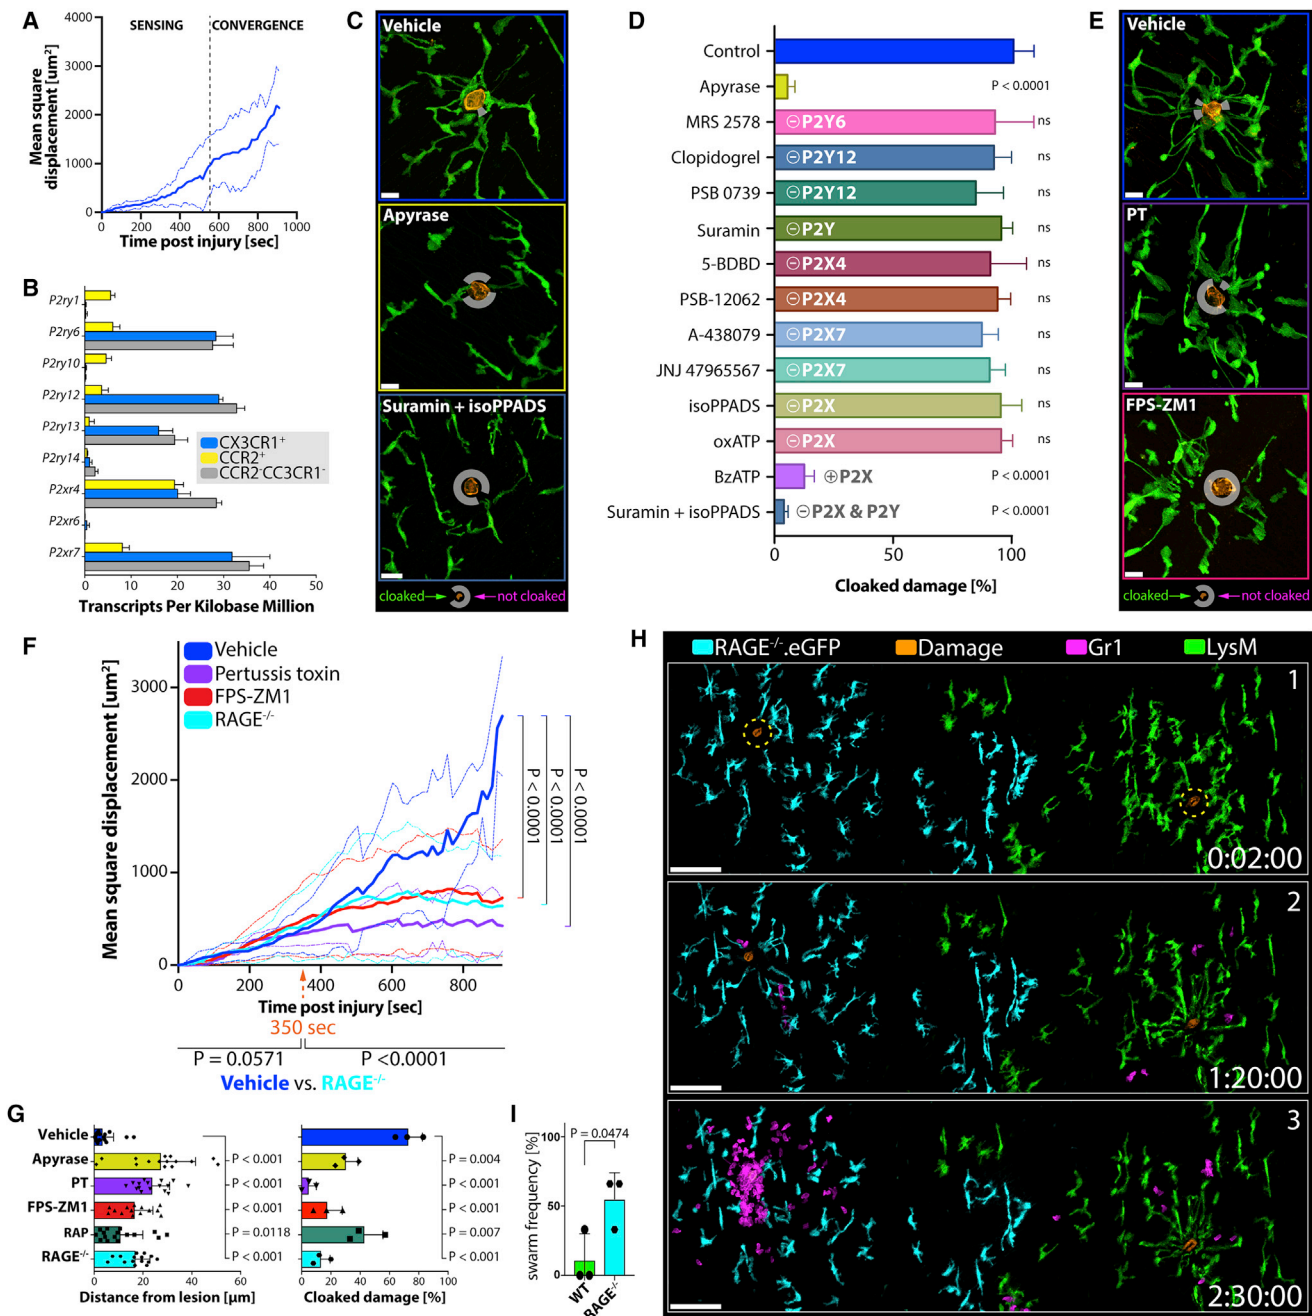 A
4000
3000
2000
1000
0
Mean square
displacement [um²]
SENSING
CONVERGENCE
0 200 400 600 800 1000
Time post injury [sec]
B
P2ry1
P2ry6
P2ry10
P2ry12
P2ry13
P2ry14
P2xr4
P2xr6
P2xr7
CX3CR1⁺
CCR2⁺
CCR2⁻CC3CR1⁻
0 10 20 30 40 50
Transcripts Per Kilobase Million
C
Vehicle
Apyrase
Suramin + isoPPADS
cloaked
not cloaked
D
Control
Apyrase P < 0.0001
MRS 2578 ⊖P2Y6 ns
Clopidogrel ⊖P2Y12 ns
PSB 0739 ⊖P2Y12 ns
Suramin ⊖P2Y ns
5-BDBD ⊖P2X4 ns
PSB-12062 ⊖P2X4 ns
A-438079 ⊖P2X7 ns
JNJ 47965567 ⊖P2X7 ns
isoPPADS ⊖P2X ns
oxATP ⊖P2X ns
BzATP ⊕P2X P < 0.0001
Suramin + isoPPADS ⊖P2X & P2Y P < 0.0001
0 50 100
Cloaked damage [%]
E
Vehicle
PT
FPS-ZM1
cloaked
not cloaked
F
Vehicle
Pertussis toxin
FPS-ZM1
RAGE⁻/⁻
3000
2000
1000
0
Mean square displacement [um²]
P < 0.0001
P < 0.0001
P < 0.0001
0 200 400 600 800
Time post injury [sec]
350 sec
P = 0.0571
P <0.0001
Vehicle vs. RAGE⁻/⁻
G
Vehicle
Apyrase
PT
FPS-ZM1
RAP
RAGE⁻/⁻
P < 0.001
P < 0.001
P < 0.001
P = 0.0118
P < 0.001
0 20 40 60
Distance from lesion [µm]
P = 0.004
P < 0.001
P < 0.001
P = 0.007
P < 0.001
0 20 40 60 80 100
Cloaked damage [%]
I
swarm frequency [%]
100
50
0
P = 0.0474
WT
RAGE⁻/⁻
H
RAGE⁻/⁻.eGFP
Damage
Gr1
LysM
1
0:02:00
2
1:20:00
3
2:30:00